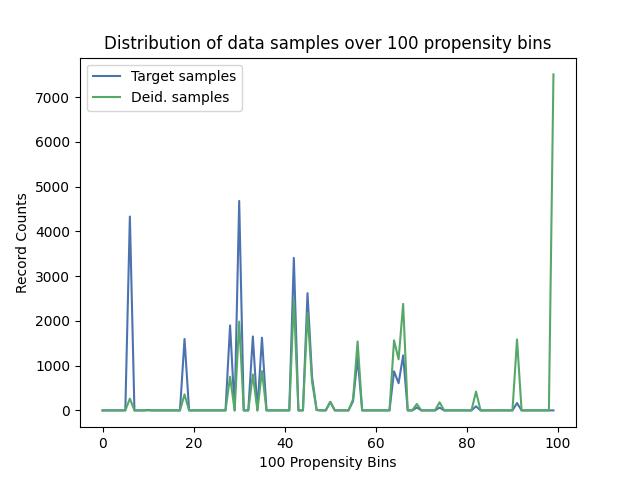 Distribution of data samples over 100 propensity bins
Target samples
Deid. samples
Record Counts
7000
6000
5000
4000
3000
2000
1000
0
0 20 40 60 80 100
100 Propensity Bins